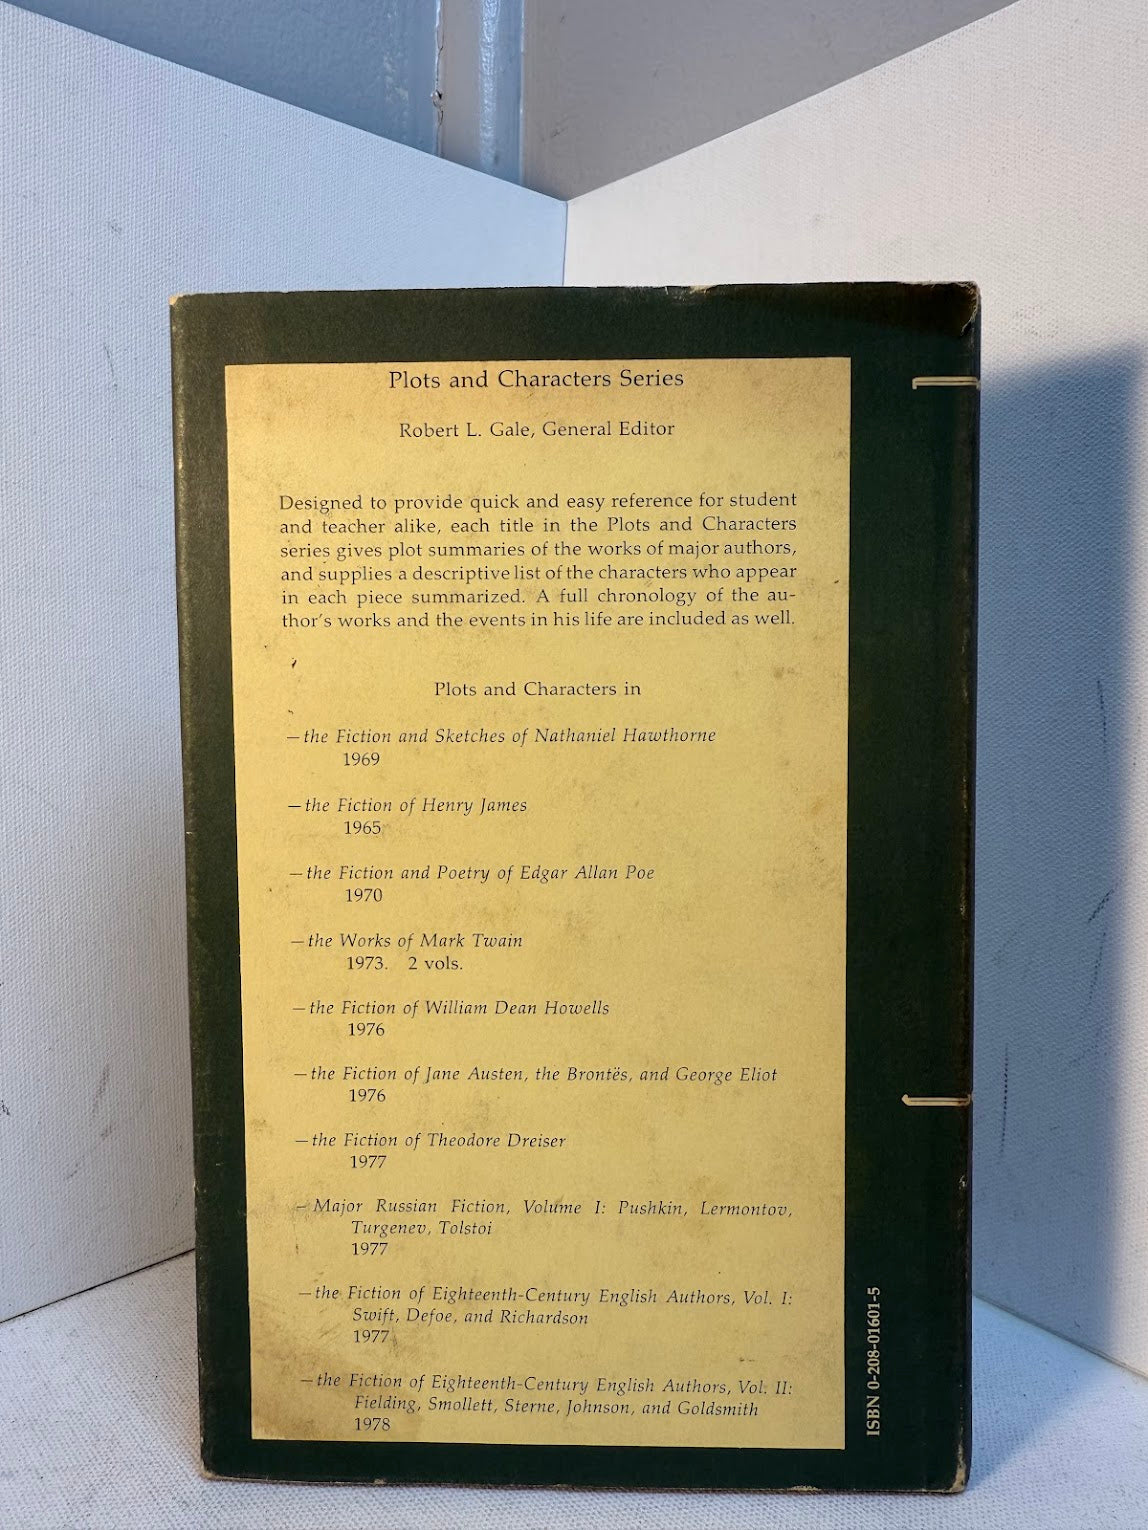 Plots and Characters Series
Robert L. Gale, General Editor
Designed to provide quick and easy reference for student
and teacher alike, each title in the Plots and Characters
series gives plot summaries of the works of major authors,
and supplies a descriptive list of the characters who appear
in each piece summarized. A full chronology of the au-
thor's works and the events in his life are included as well.
Plots and Characters in
—the Fiction and Sketches of Nathaniel Hawthorne
1969
—the Fiction of Henry James
1965
—the Fiction and Poetry of Edgar Allan Poe
1970
—the Works of Mark Twain
1973. 2 vols.
—the Fiction of William Dean Howells
1976
—the Fiction of Jane Austen, the Brontës, and George Eliot
1976
—the Fiction of Theodore Dreiser
1977
—Major Russian Fiction, Volume I: Pushkin, Lermontov,
Turgenev, Tolstoi
1977
—the Fiction of Eighteenth-Century English Authors, Vol. I:
Swift, Defoe, and Richardson
1977
—the Fiction of Eighteenth-Century English Authors, Vol. II:
Fielding, Smollett, Sterne, Johnson, and Goldsmith
1978
ISBN 0-208-01601-5